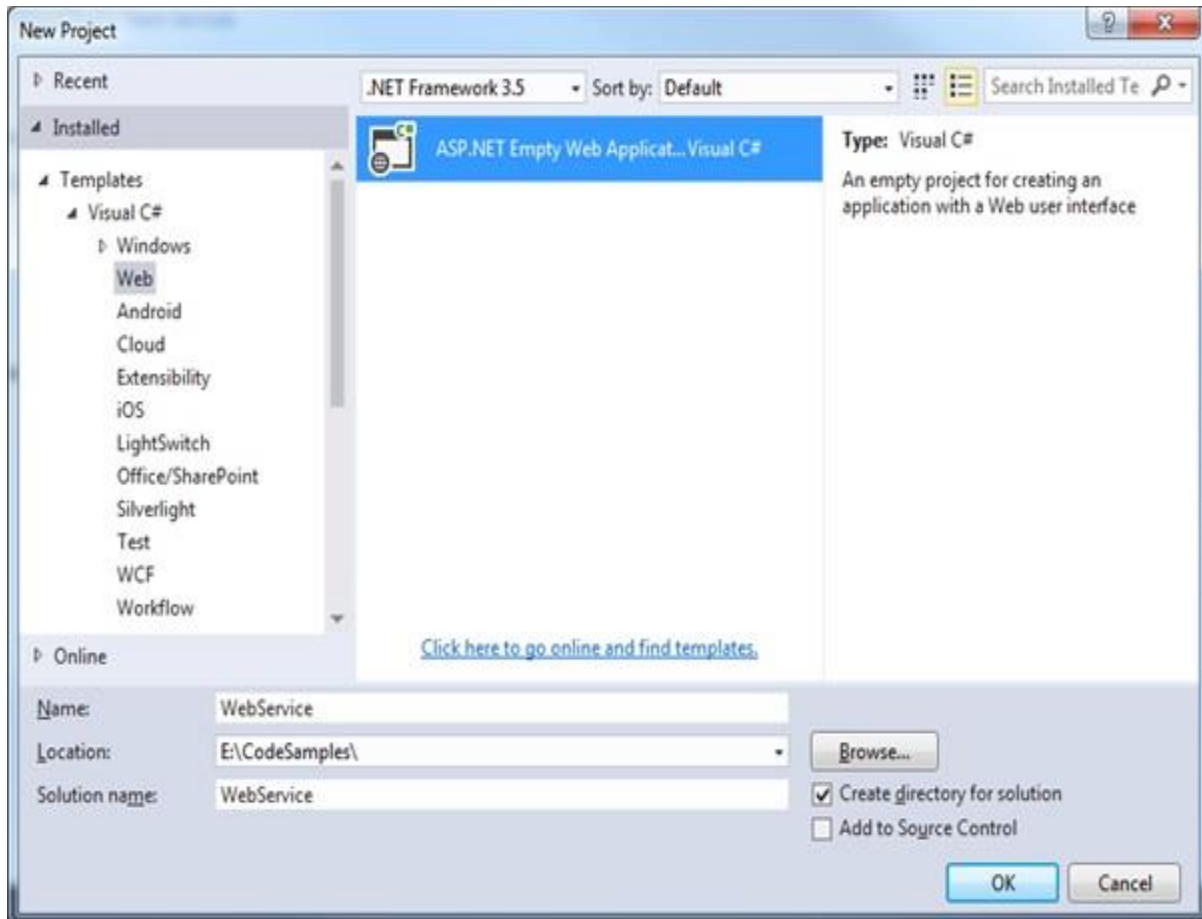 New Project
Recent
.NET Framework 3.5 Sort by: Default Search Installed Te
Installed
Templates
Visual C#
Windows
Web
Android
Cloud
Extensibility
iOS
LightSwitch
Office/SharePoint
Silverlight
Test
WCF
Workflow
Online
ASP.NET Empty Web Applicat... Visual C#
Click here to go online and find templates.
Type: Visual C#
An empty project for creating an
application with a Web user interface
Name: WebService
Location: E:\CodeSamples\ Browse...
Solution name: WebService
Create directory for solution
Add to Source Control
OK Cancel